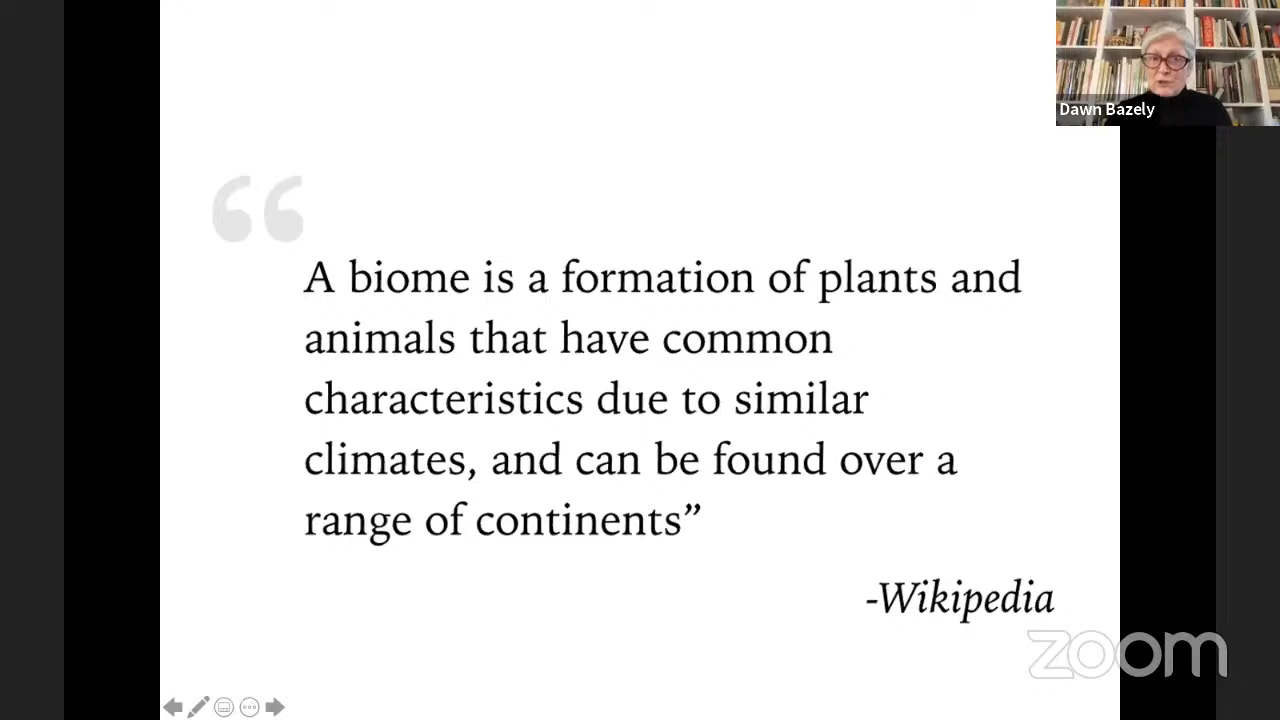 Dawn Bazely
“
A biome is a formation of plants and
animals that have common
characteristics due to similar
climates, and can be found over a
range of continents”
-Wikipedia
zoom